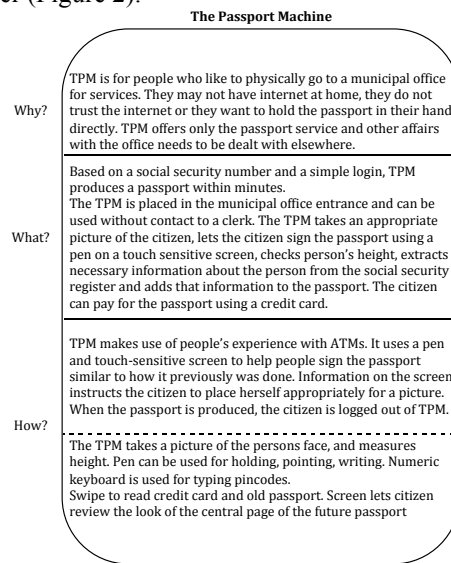 er (Figure 2).
The Passport Machine
TPM is for people who like to physically go to a municipal office
for services. They may not have internet at home, they do not
Why?
trust the internet or they want to hold the passport in their hand
directly. TPM offers only the passport service and other affairs
with the office needs to be dealt with elsewhere.
Based on a social security number and a simple login, TPM
produces a passport within minutes.
The TPM is placed in the municipal office entrance and can be
used without contact to a clerk. The TPM takes an appropriate
What?
picture of the citizen, lets the citizen sign the passport using a
pen on a touch sensitive screen, checks person's height, extracts
necessary information about the person from the social security
register and adds that information to the passport. The citizen
can pay for the passport using a credit card.
TPM makes use of people's experience with ATMs. It uses a pen
and touch-sensitive screen to help people sign the passport
similar to how it previously was done. Information on the screen
instructs the citizen to place herself appropriately for a picture.
When the passport is produced, the citizen is logged out of TPM.
How?
The TPM takes a picture of the persons face, and measures
height. Pen can be used for holding, pointing, writing. Numeric
keyboard is used for typing pincodes.
Swipe to read credit card and old passport. Screen lets citizen
review the look of the central page of the future passport